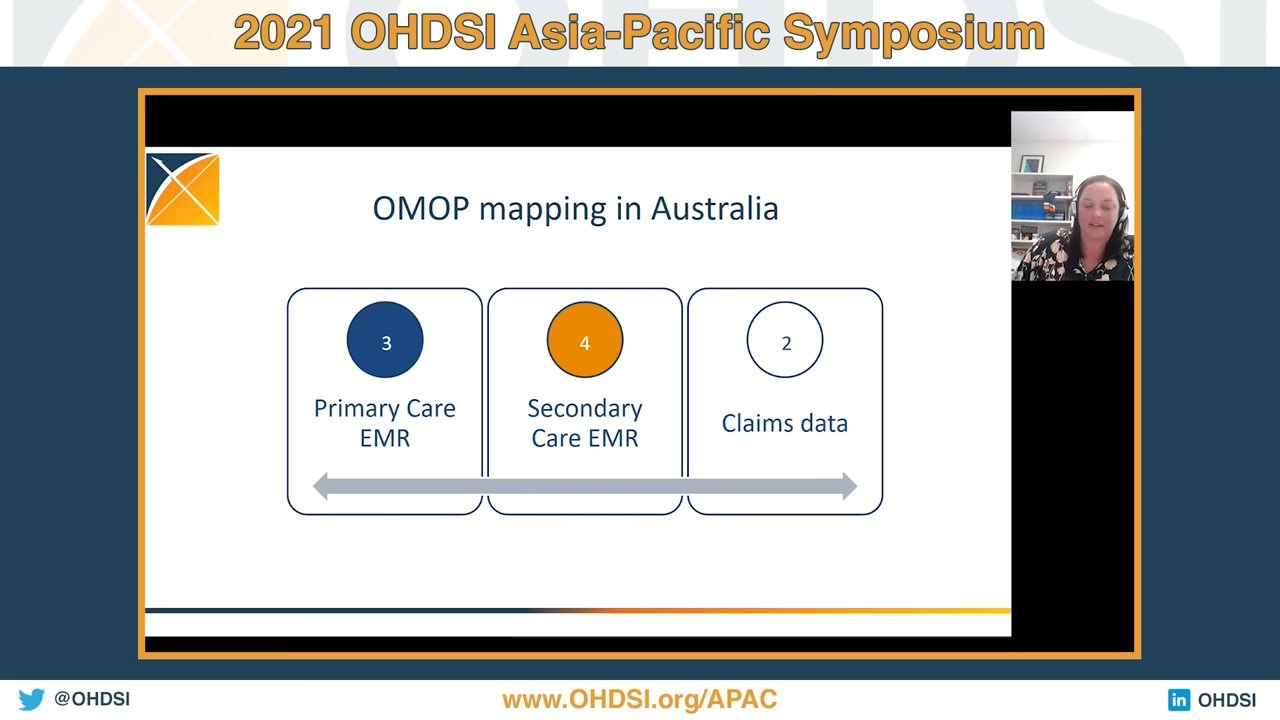 2021 OHDSI Asia-Pacific Symposium
OMOP mapping in Australia
3
Primary Care
EMR
4
Secondary
Care EMR
2
Claims data
@OHDSI
www.OHDSI.org/APAC
in OHDSI